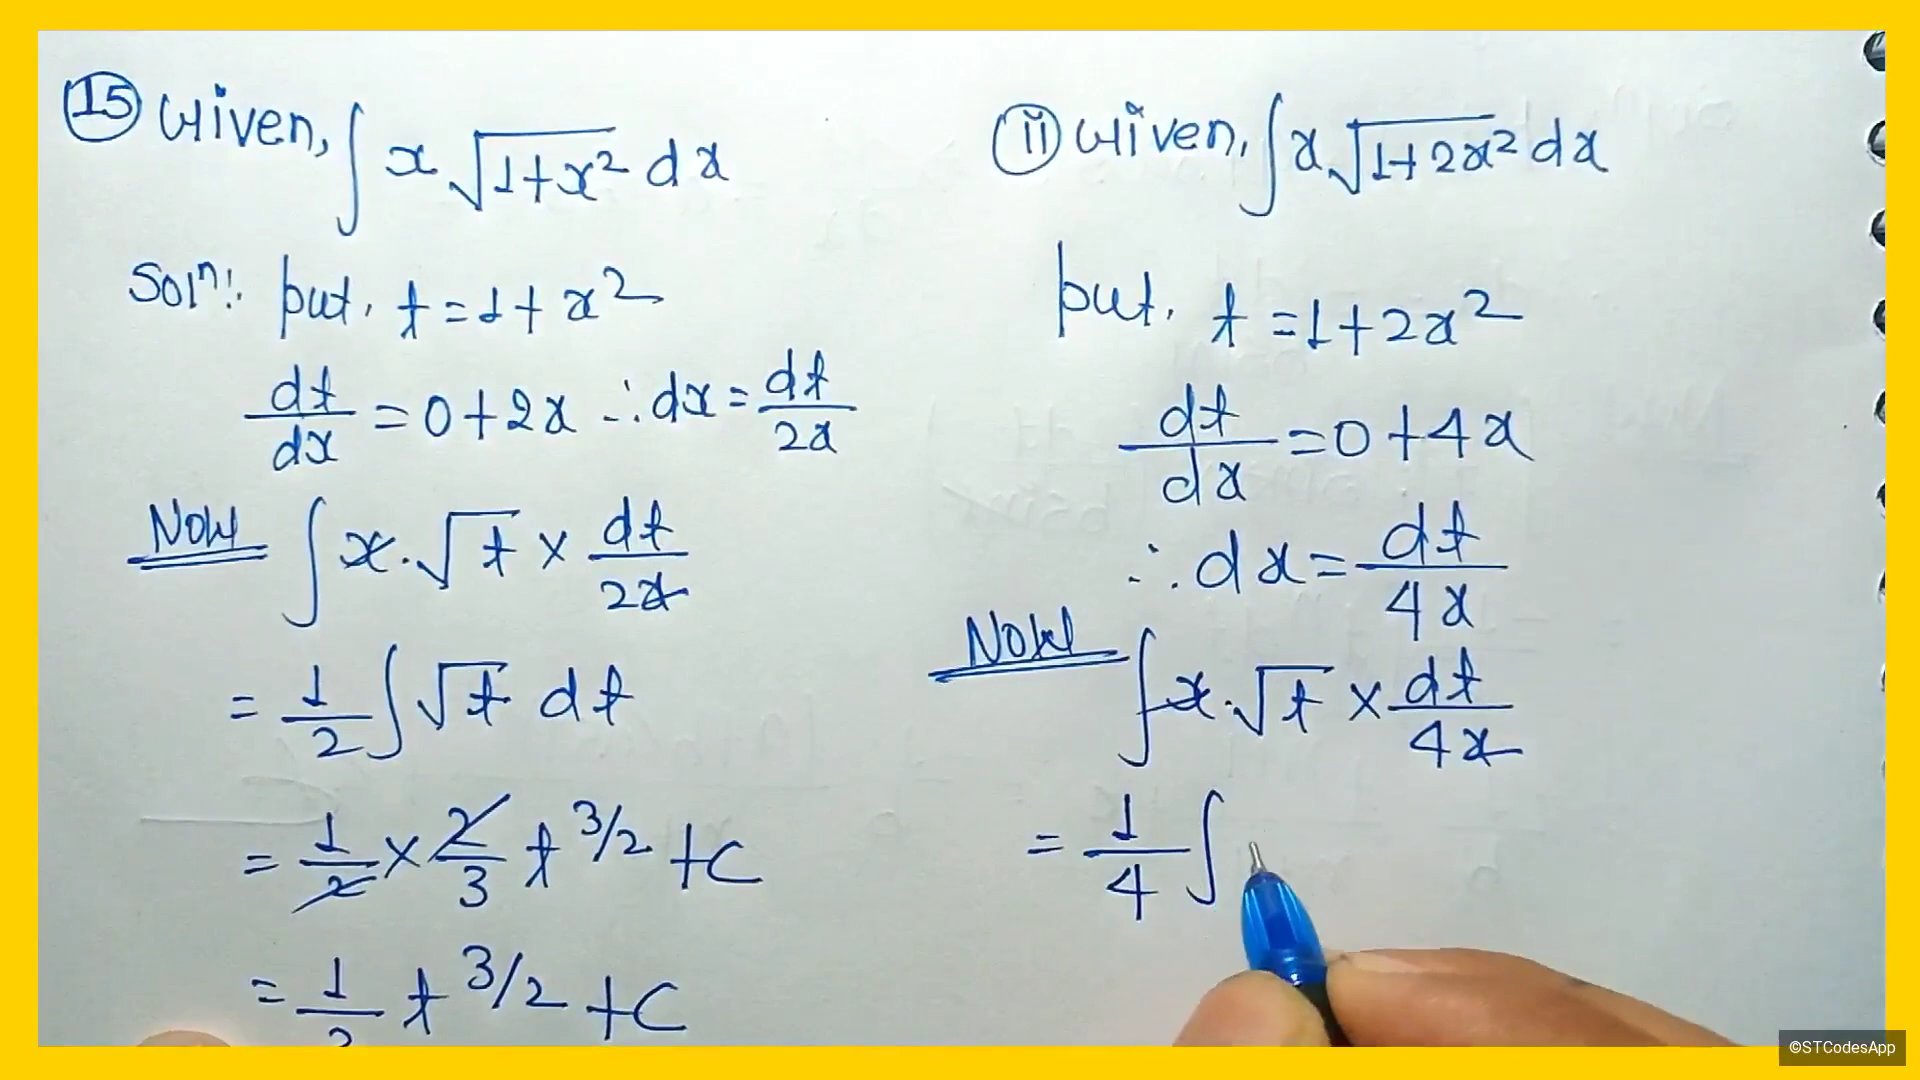 15 Given, ∫ x √1+x² dx
Solⁿ: put, t = 1 + x²
dt/dx = 0 + 2x ∴ dx = dt/2x
Now ∫ x.√t × dt/2x
= 1/2 ∫ √t dt
= 1/2 × 2/3 t^3/2 + C
= 1/3 t^3/2 + C
ii Given, ∫ x √1+2x² dx
put, t = 1 + 2x²
dt/dx = 0 + 4x
∴ dx = dt/4x
Now ∫ x.√t × dt/4x
= 1/4 ∫
©STCodesApp